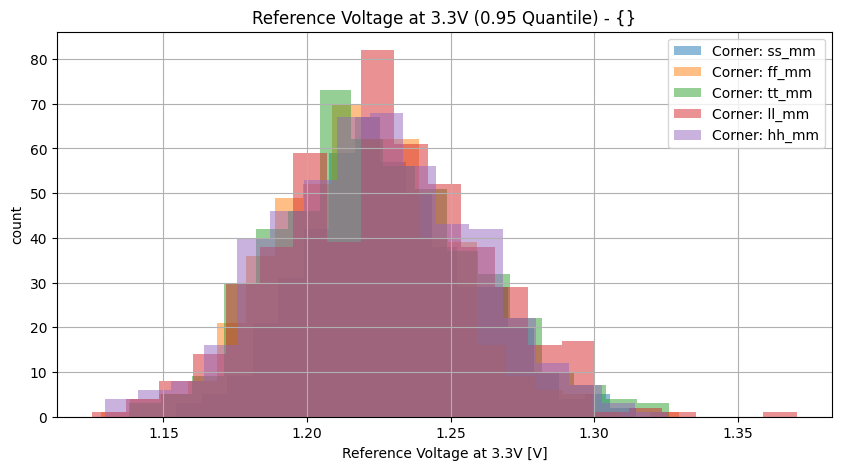 Reference Voltage at 3.3V (0.95 Quantile) - {}
Corner: ss_mm
Corner: ff_mm
Corner: tt_mm
Corner: ll_mm
Corner: hh_mm
count
80
70
60
50
40
30
20
10
0
1.15 1.20 1.25 1.30 1.35
Reference Voltage at 3.3V [V]